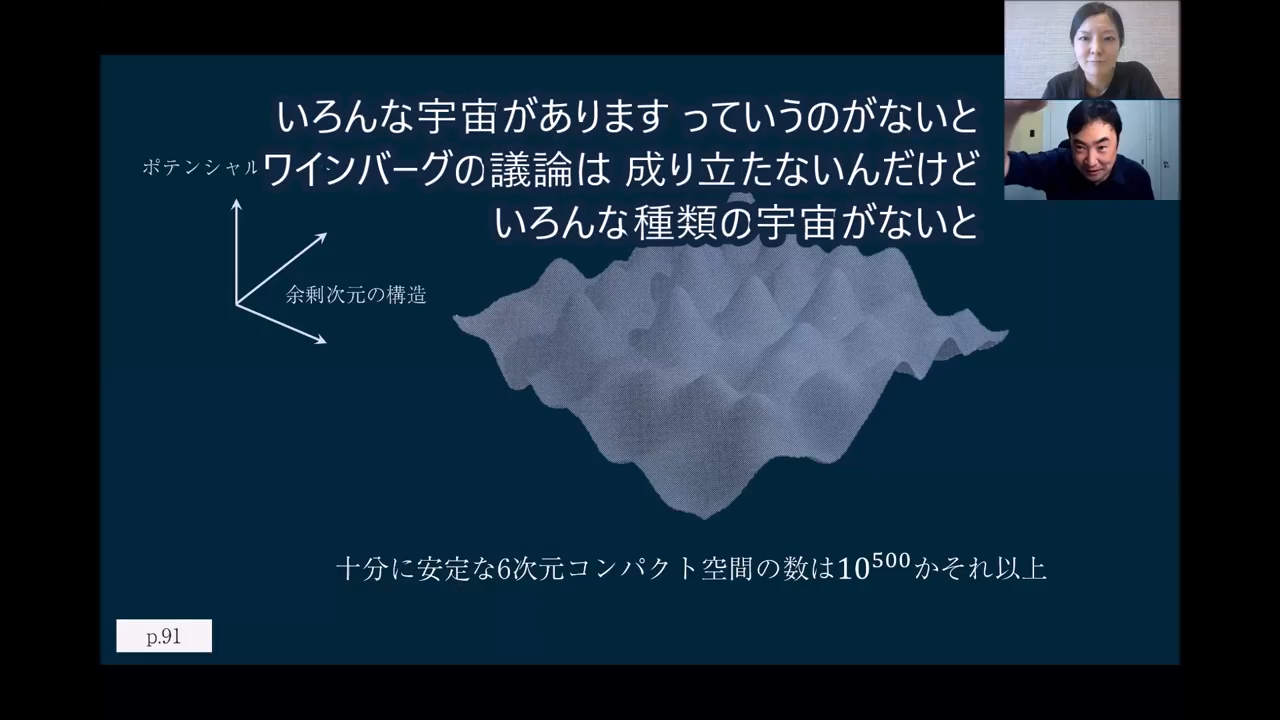 いろんな宇宙があります っていうのがないと
ワインバーグの議論は 成り立たないんだけど
いろんな種類の宇宙がないと
ポテンシャル
余剰次元の構造
十分に安定な6次元コンパクト空間の数は10^500かそれ以上
p.91